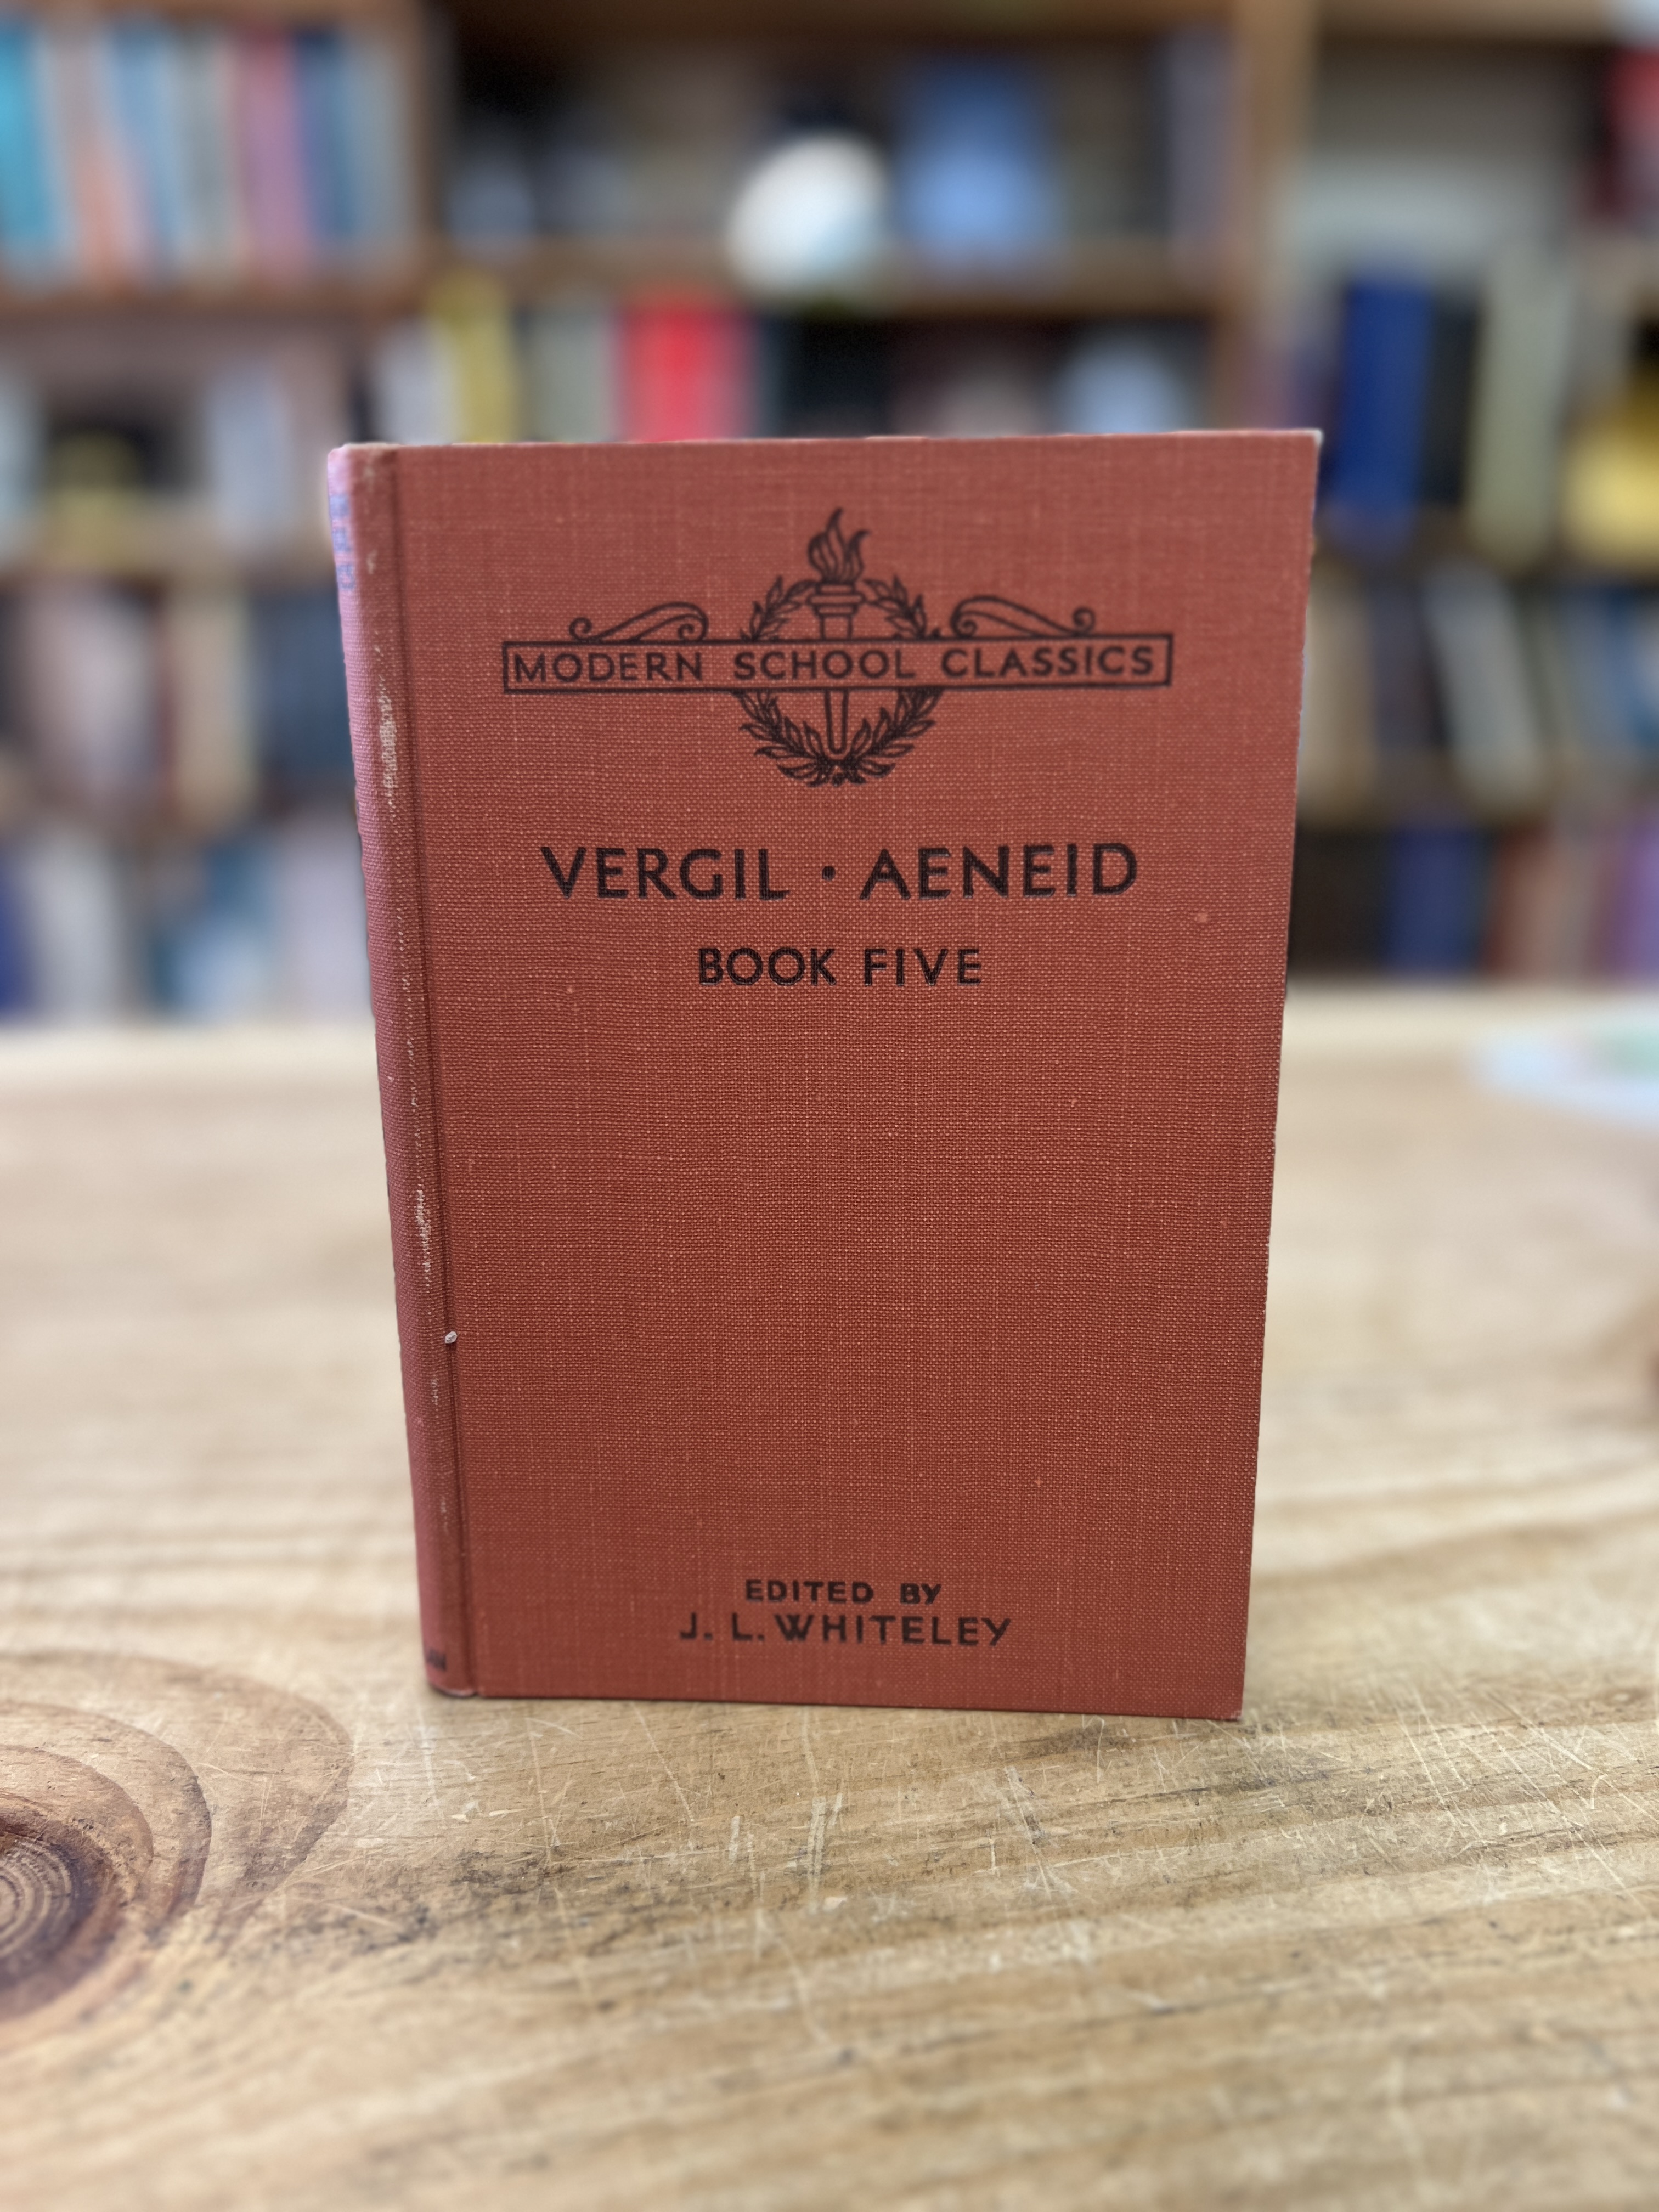 MODERN SCHOOL CLASSICS
VERGIL · AENEID
BOOK FIVE
EDITED BY
J. L. WHITELEY